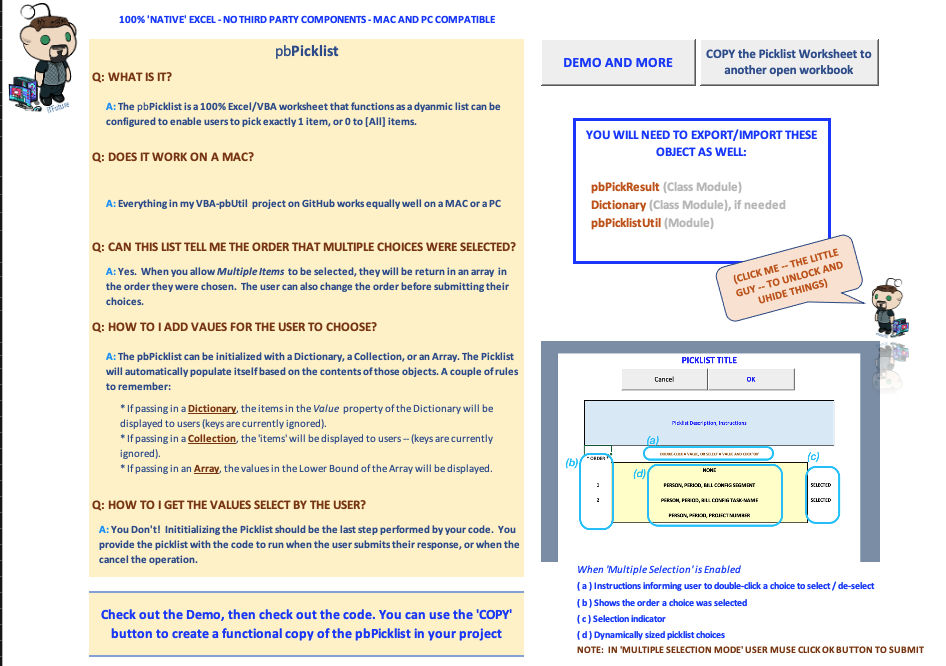 100% 'NATIVE' EXCEL - NO THIRD PARTY COMPONENTS - MAC AND PC COMPATIBLE
pbPicklist
Q: WHAT IS IT?
A: The pbPicklist is a 100% Excel/VBA worksheet that functions as a dyanmic list can be
configured to enable users to pick exactly 1 item, or 0 to [All] items.
Q: DOES IT WORK ON A MAC?
A: Everything in my VBA-pbUtil project on GitHub works equally well on a MAC or a PC
Q: CAN THIS LIST TELL ME THE ORDER THAT MULTIPLE CHOICES WERE SELECTED?
A: Yes. When you allow Multiple Items to be selected, they will be return in an array in
the order they were chosen. The user can also change the order before submitting their
choices.
Q: HOW TO I ADD VAUES FOR THE USER TO CHOOSE?
A: The pbPicklist can be initialized with a Dictionary, a Collection, or an Array. The Picklist
will automatically populate itself based on the contents of those objects. A couple of rules
to remember:
* If passing in a Dictionary, the items in the Value property of the Dictionary will be
displayed to users (keys are currently ignored).
* If passing in a Collection, the 'items' will be displayed to users -- (keys are currently
ignored).
* If passing in an Array, the values in the Lower Bound of the Array will be displayed.
Q: HOW TO I GET THE VALUES SELECT BY THE USER?
A: You Don't! Inititializing the Picklist should be the last step performed by your code. You
provide the picklist with the code to run when the user submits their response, or when the
cancel the operation.
Check out the Demo, then check out the code. You can use the 'COPY'
button to create a functional copy of the pbPicklist in your project
DEMO AND MORE
COPY the Picklist Worksheet to
another open workbook
YOU WILL NEED TO EXPORT/IMPORT THESE
OBJECT AS WELL:
pbPickResult (Class Module)
Dictionary (Class Module), if needed
pbPicklistUtil (Module)
(CLICK ME -- THE LITTLE
GUY -- TO UNLOCK AND
UHIDE THINGS)
PICKLIST TITLE
Cancel
OK
Picklist Description, Instructions
(a)
DOUBLE-CLICK A VALUE, OR SELECT A VALUE AND CLICK 'OK'
(b)
* ORDER *
(c)
(d)
NONE
1
PERSON, PERIOD, BILL CONFIG SEGMENT
SELECTED
2
PERSON, PERIOD, BILL CONFIG TASK-NAME
SELECTED
PERSON, PERIOD, PROJECT NUMBER
When 'Multiple Selection' is Enabled
( a ) Instructions informing user to double-click a choice to select / de-select
( b ) Shows the order a choice was selected
( c ) Selection indicator
( d ) Dynamically sized picklist choices
NOTE: IN 'MULTIPLE SELECTION MODE' USER MUSE CLICK OK BUTTON TO SUBMIT